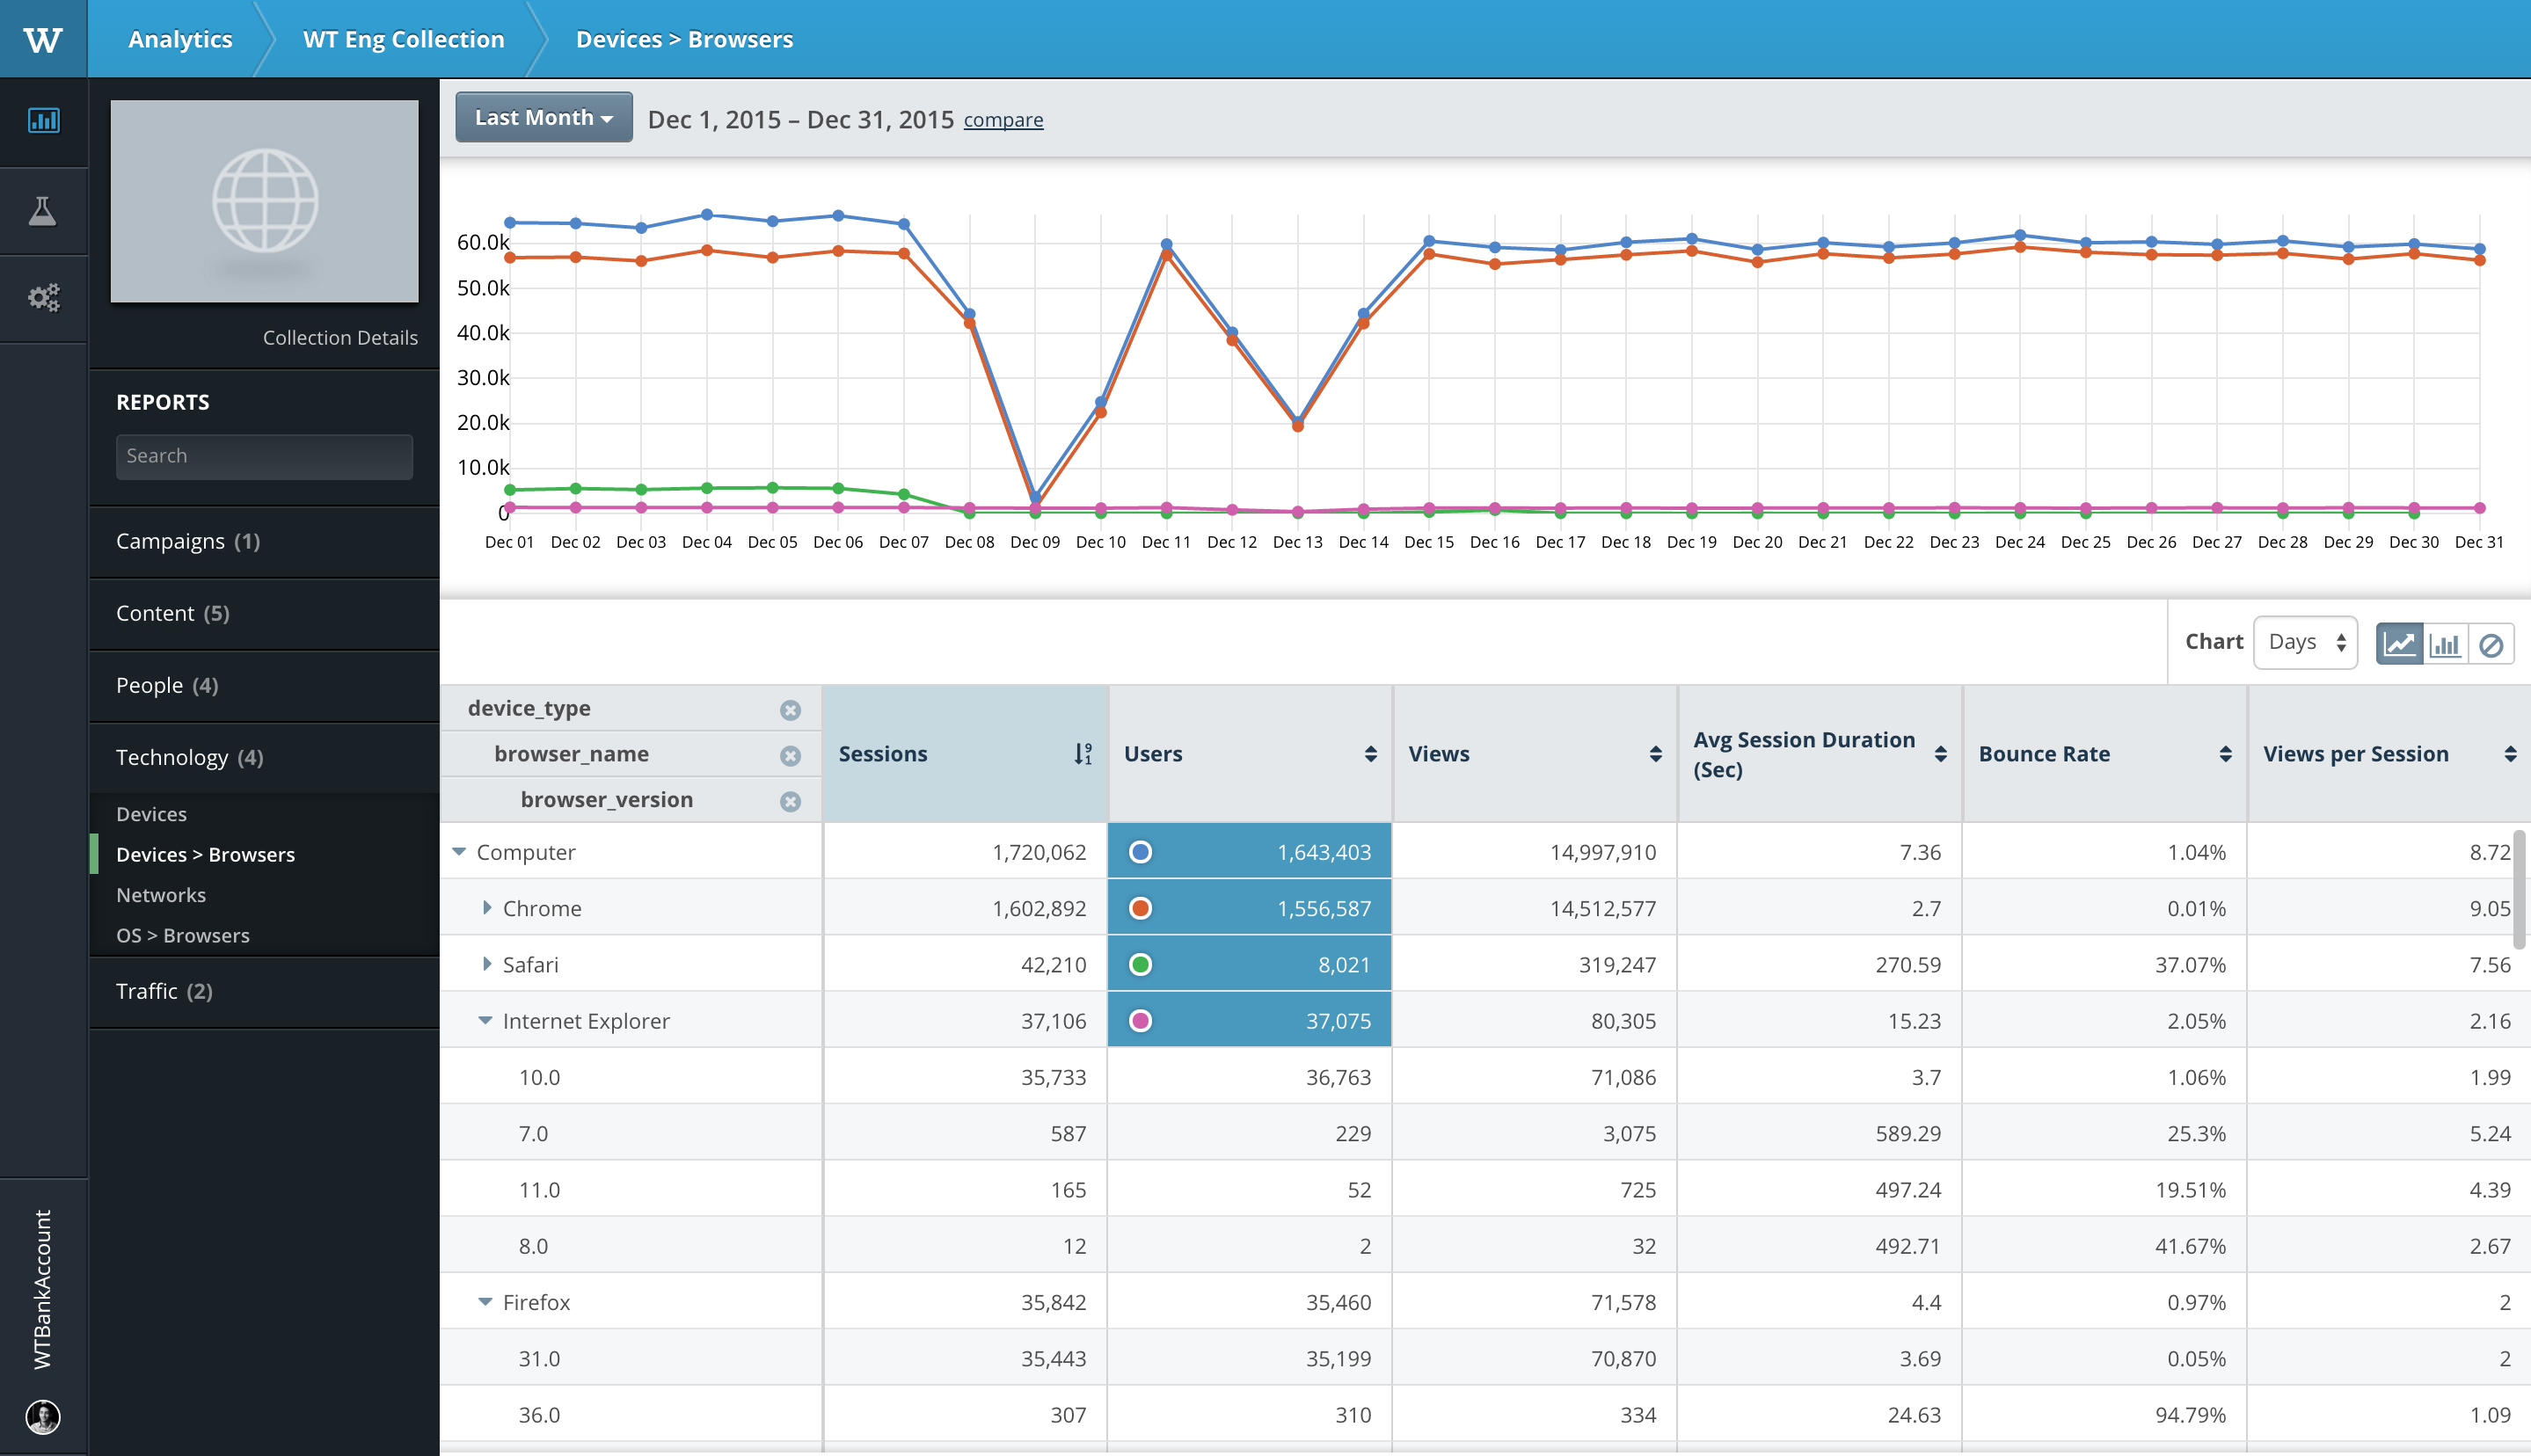 W
Analytics
WT Eng Collection
Devices > Browsers
Last Month
Dec 1, 2015 – Dec 31, 2015 compare
Collection Details
REPORTS
Search
Campaigns (1)
Content (5)
People (4)
Technology (4)
Devices
Devices > Browsers
Networks
OS > Browsers
Traffic (2)
WTBankAccount
60.0k
50.0k
40.0k
30.0k
20.0k
10.0k
0
Dec 01 Dec 02 Dec 03 Dec 04 Dec 05 Dec 06 Dec 07 Dec 08 Dec 09 Dec 10 Dec 11 Dec 12 Dec 13 Dec 14 Dec 15 Dec 16 Dec 17 Dec 18 Dec 19 Dec 20 Dec 21 Dec 22 Dec 23 Dec 24 Dec 25 Dec 26 Dec 27 Dec 28 Dec 29 Dec 30 Dec 31
Chart Days
device_type
browser_name
browser_version
Sessions 9 1
Users
Views
Avg Session Duration
(Sec)
Bounce Rate
Views per Session
Computer 1,720,062 1,643,403 14,997,910 7.36 1.04% 8.72
Chrome 1,602,892 1,556,587 14,512,577 2.7 0.01% 9.05
Safari 42,210 8,021 319,247 270.59 37.07% 7.56
Internet Explorer 37,106 37,075 80,305 15.23 2.05% 2.16
10.0 35,733 36,763 71,086 3.7 1.06% 1.99
7.0 587 229 3,075 589.29 25.3% 5.24
11.0 165 52 725 497.24 19.51% 4.39
8.0 12 2 32 492.71 41.67% 2.67
Firefox 35,842 35,460 71,578 4.4 0.97% 2
31.0 35,443 35,199 70,870 3.69 0.05% 2
36.0 307 310 334 24.63 94.79% 1.09